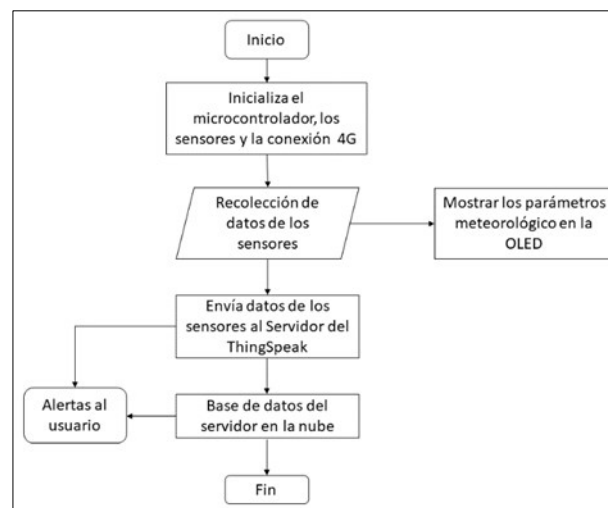 Inicio
Inicializa el
microcontrolador, los
sensores y la conexión 4G
Recolección de
datos de los
sensores
Mostrar los parámetros
meteorológico en la
OLED
Envía datos de los
sensores al Servidor del
ThingSpeak
Alertas al
usuario
Base de datos del
servidor en la nube
Fin